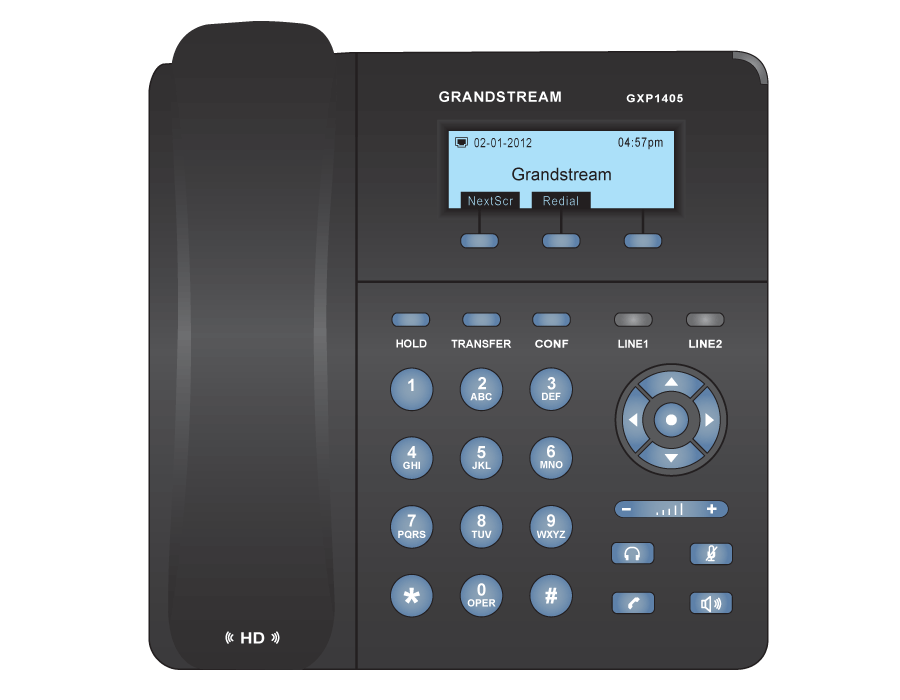 GRANDSTREAM GXP1405
02-01-2012 04:57pm
Grandstream
NextScr Redial
HOLD TRANSFER CONF LINE1 LINE2
1 2 3
ABC DEF
4 5 6
GHI JKL MNO
7 8 9
PQRS TUV WXYZ
* 0 #
OPER
- +
HD